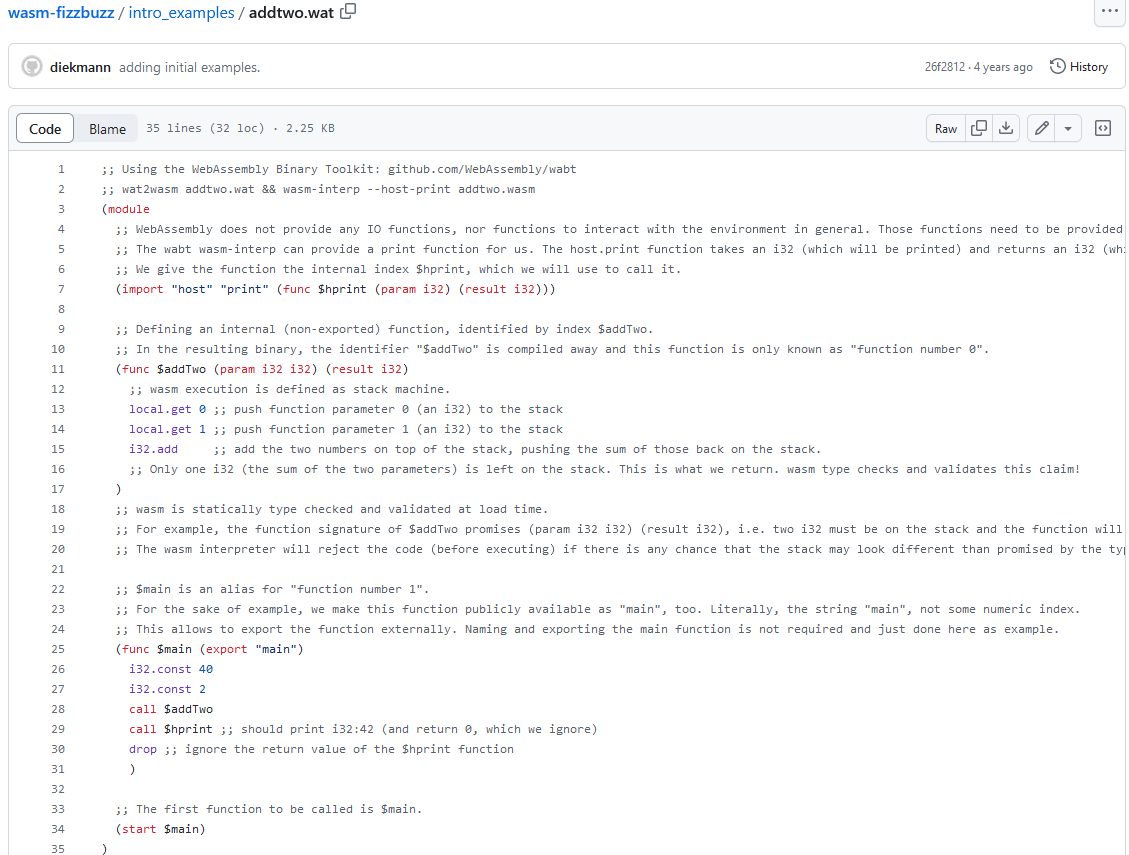 wasm-fizzbuzz / intro_examples / addtwo.wat
diekmann adding initial examples. 26f2812 · 4 years ago History
Code Blame 35 lines (32 loc) · 2.25 KB Raw
1 ;; Using the WebAssembly Binary Toolkit: github.com/WebAssembly/wabt
2 ;; wat2wasm addtwo.wat && wasm-interp --host-print addtwo.wasm
3 (module
4 ;; WebAssembly does not provide any IO functions, nor functions to interact with the environment in general. Those functions need to be provided
5 ;; The wabt wasm-interp can provide a print function for us. The host.print function takes an i32 (which will be printed) and returns an i32
6 ;; We give the function the internal index $hprint, which we will use to call it.
7 (import "host" "print" (func $hprint (param i32) (result i32)))
8
9 ;; Defining an internal (non-exported) function, identified by index $addTwo.
10 ;; In the resulting binary, the identifier "$addTwo" is compiled away and this function is only known as "function number 0".
11 (func $addTwo (param i32 i32) (result i32)
12 ;; wasm execution is defined as stack machine.
13 local.get 0 ;; push function parameter 0 (an i32) to the stack
14 local.get 1 ;; push function parameter 1 (an i32) to the stack
15 i32.add ;; add the two numbers on top of the stack, pushing the sum of those back on the stack.
16 ;; Only one i32 (the sum of the two parameters) is left on the stack. This is what we return. wasm type checks and validates this claim!
17 )
18 ;; wasm is statically type checked and validated at load time.
19 ;; For example, the function signature of $addTwo promises (param i32 i32) (result i32), i.e. two i32 must be on the stack and the function will
20 ;; The wasm interpreter will reject the code (before executing) if there is any chance that the stack may look different than promised by the
21
22 ;; $main is an alias for "function number 1".
23 ;; For the sake of example, we make this function publicly available as "main", too. Literally, the string "main", not some numeric index.
24 ;; This allows to export the function externally. Naming and exporting the main function is not required and just done here as example.
25 (func $main (export "main")
26 i32.const 40
27 i32.const 2
28 call $addTwo
29 call $hprint ;; should print i32:42 (and return 0, which we ignore)
30 drop ;; ignore the return value of the $hprint function
31 )
32
33 ;; The first function to be called is $main.
34 (start $main)
35 )